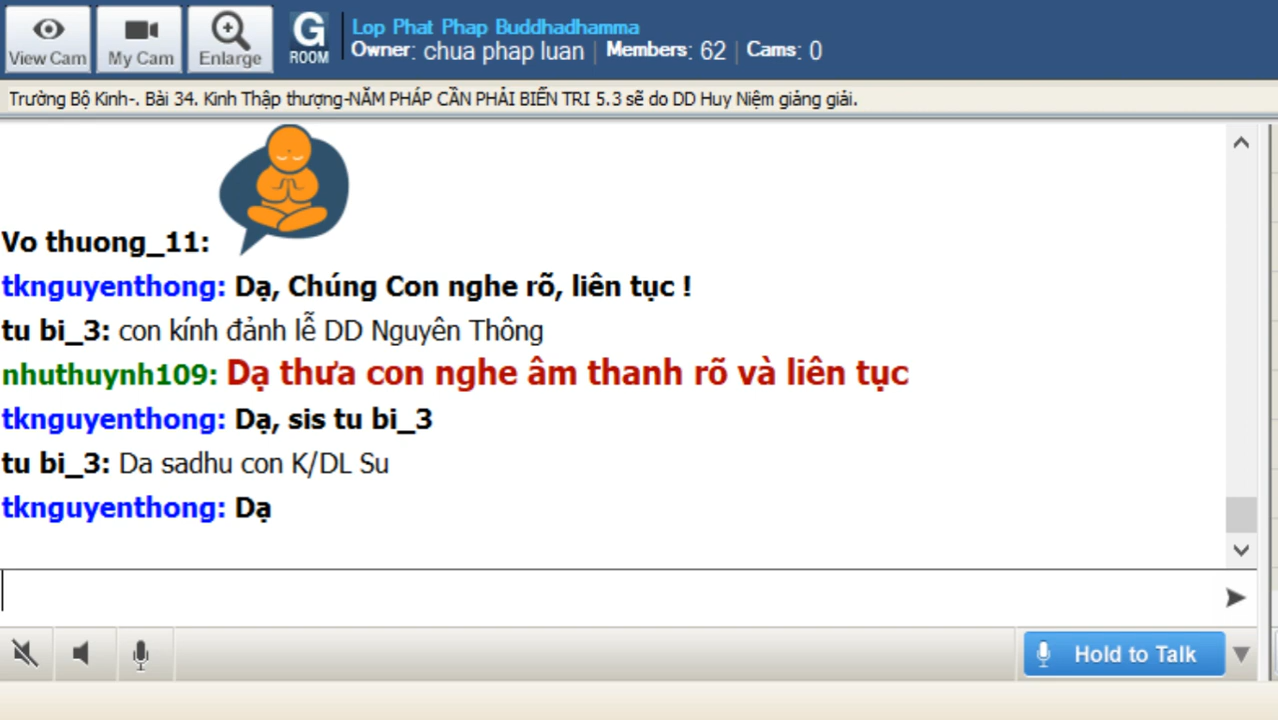 View Cam
My Cam
Enlarge
G ROOM
Lop Phat Phap Buddhadhamma
Owner: chua phap luan | Members: 62 | Cams: 0
Trường Bộ Kinh-. Bài 34. Kinh Thập thượng-NĂM PHÁP CẦN PHẢI BIẾN TRI 5.3 sẽ do DD Huy Niệm giảng giải.
Vo thuong_11:
tknguyenthong: Dạ, Chúng Con nghe rõ, liên tục !
tu bi_3: con kính đảnh lễ DD Nguyên Thông
nhuthuynh109: Dạ thưa con nghe âm thanh rõ và liên tục
tknguyenthong: Dạ, sis tu bi_3
tu bi_3: Da sadhu con K/DL Su
tknguyenthong: Dạ
Hold to Talk